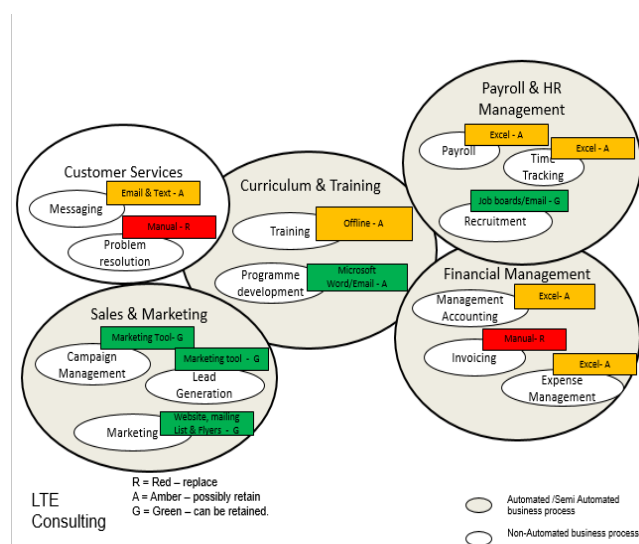 Payroll & HR
Management
Excel - A
Payroll
Excel - A
Time
Tracking
Job boards/Email - G
Recruitment
Customer Services
Email & Text - A
Messaging
Manual - R
Problem
resolution
Curriculum & Training
Offline - A
Training
Microsoft
Word/Email - A
Programme
development
Financial Management
Excel- A
Management
Accounting
Manual- R
Invoicing
Excel- A
Expense
Management
Sales & Marketing
Marketing Tool- G
Campaign
Management
Marketing tool - G
Lead
Generation
Website, mailing
List & Flyers - G
Marketing
R = Red – replace
A = Amber – possibly retain
G = Green – can be retained.
LTE
Consulting
Automated /Semi Automated
business process
Non-Automated business process